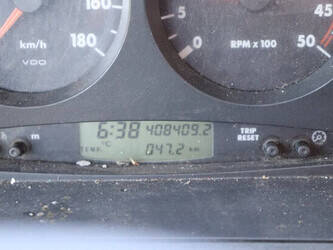 160
km/h
180
VDO
45
0
RPM x 100
50
m
6:38 408409.2
°C
TEMP. 047.2 km
TRIP
RESET